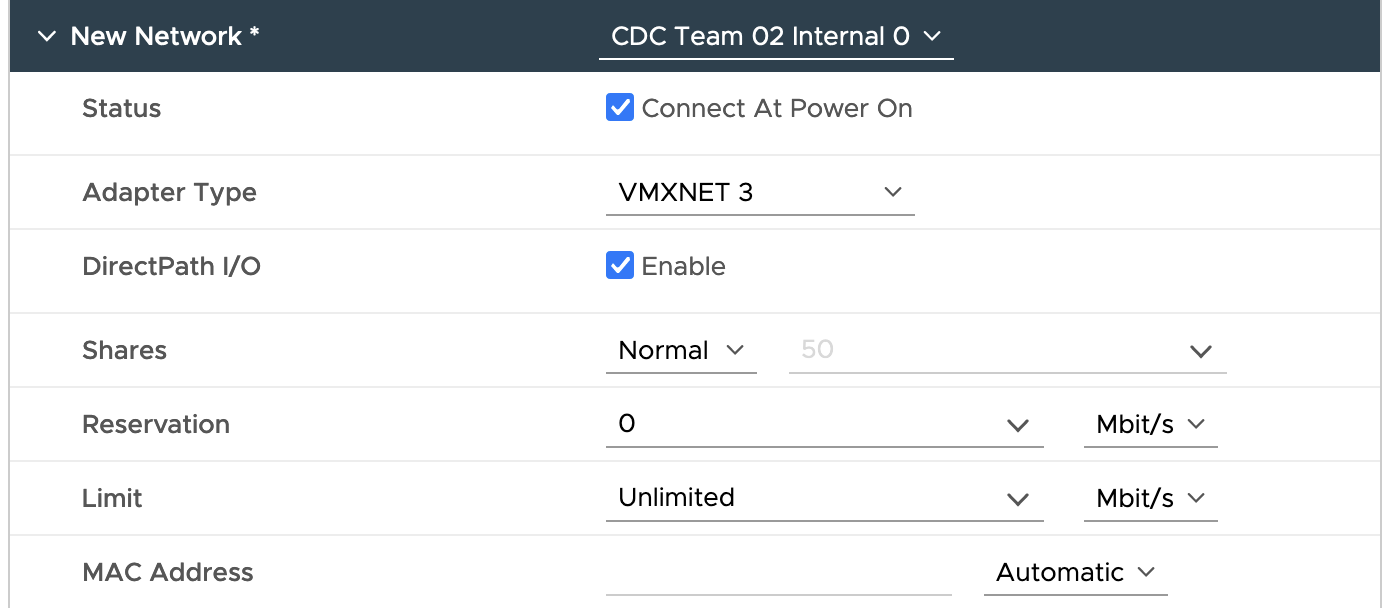 New Network * CDC Team 02 Internal 0
Status Connect At Power On
Adapter Type VMXNET 3
DirectPath I/O Enable
Shares Normal 50
Reservation 0 Mbit/s
Limit Unlimited Mbit/s
MAC Address Automatic